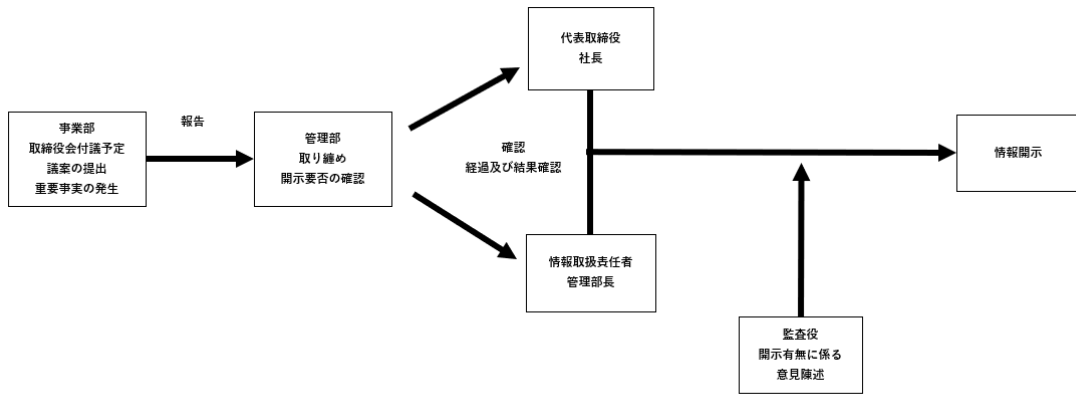 事業部
取締役会付議予定
議案の提出
重要事実の発生
報告
管理部
取り纏め
開示要否の確認
代表取締役
社長
確認
経過及び結果確認
情報取扱責任者
管理部長
情報開示
監査役
開示有無に係る
意見陳述